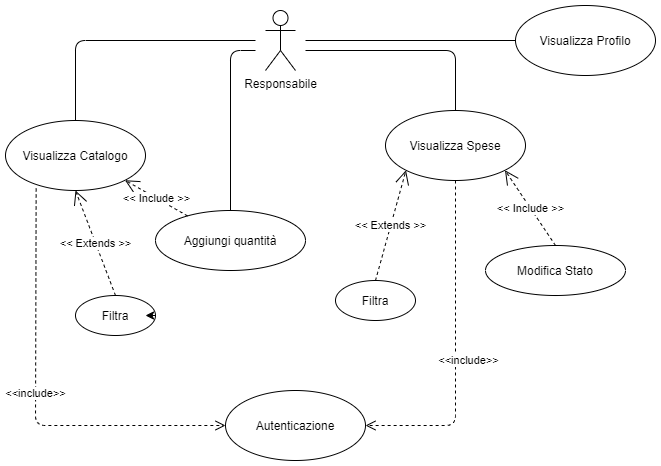 Visualizza Profilo
Responsabile
Visualizza Catalogo
Visualizza Spese
<< Include >>
<< Include >>
<< Extends >>
Aggiungi quantità
<< Extends >>
Modifica Stato
Filtra
Filtra
<<include>>
<<include>>
Autenticazione